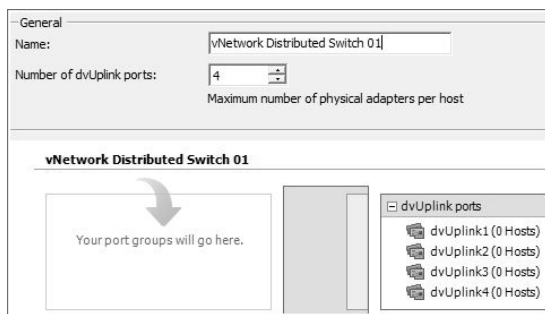 General
Name:
vNetwork Distributed Switch 01
Number of dvUplink ports:
4
Maximum number of physical adapters per host
vNetwork Distributed Switch 01
Your port groups will go here.
dvUplink ports
dvUplink1 (0 Hosts)
dvUplink2 (0 Hosts)
dvUplink3 (0 Hosts)
dvUplink4 (0 Hosts)